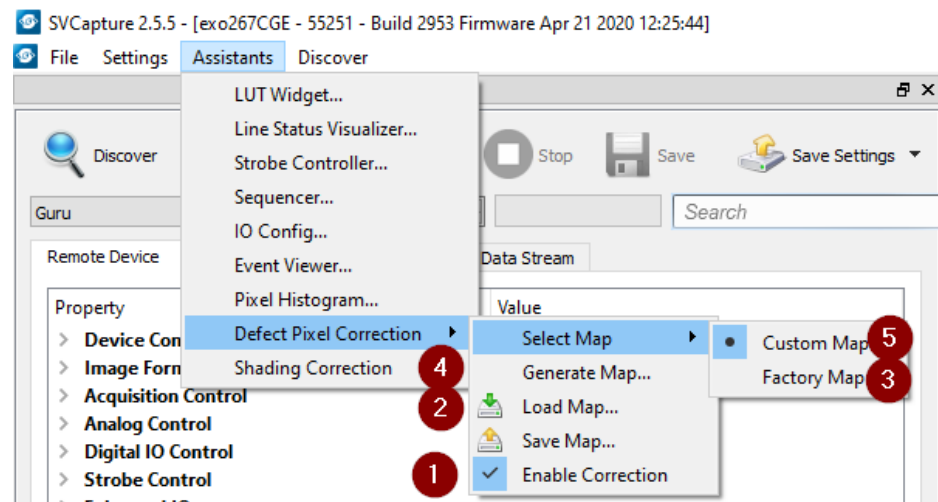 SVCapture 2.5.5 - [exo267CGE - 55251 - Build 2953 Firmware Apr 21 2020 12:25:44]
File Settings Assistants Discover
LUT Widget...
Line Status Visualizer...
Strobe Controller...
Sequencer...
IO Config...
Event Viewer...
Pixel Histogram...
Defect Pixel Correction
Shading Correction
Discover
Stop
Save
Save Settings
Guru
Search
Remote Device
Data Stream
Property
Value
Device Con
Image Form
Acquisition Control
Analog Control
Digital IO Control
Strobe Control
4
2
1
Select Map
Generate Map...
Load Map...
Save Map...
Enable Correction
Custom Map 5
Factory Map 3